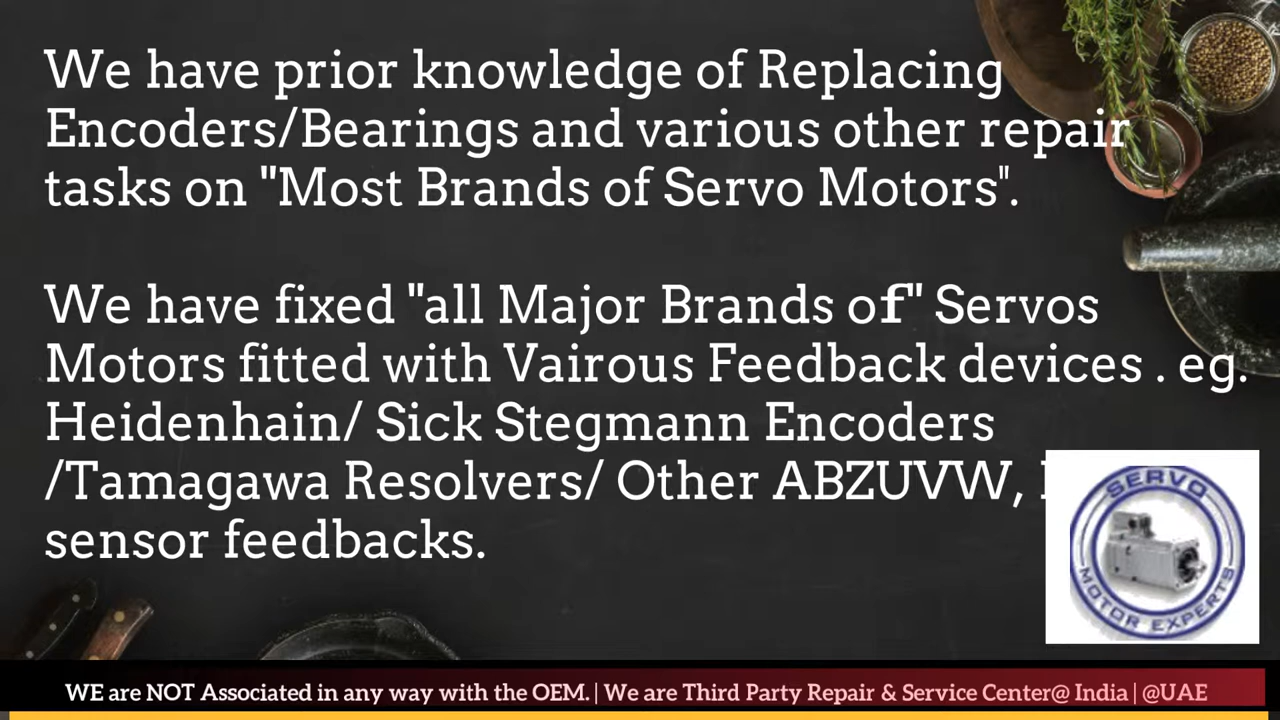 We have prior knowledge of Replacing
Encoders/Bearings and various other repair
tasks on "Most Brands of Servo Motors".
We have fixed "all Major Brands of" Servos
Motors fitted with Vairous Feedback devices . eg.
Heidenhain/ Sick Stegmann Encoders
/Tamagawa Resolvers/ Other ABZUVW,
sensor feedbacks.
SERVO
MOTOR EXPERTS
WE are NOT Associated in any way with the OEM. | We are Third Party Repair & Service Center@ India | @UAE